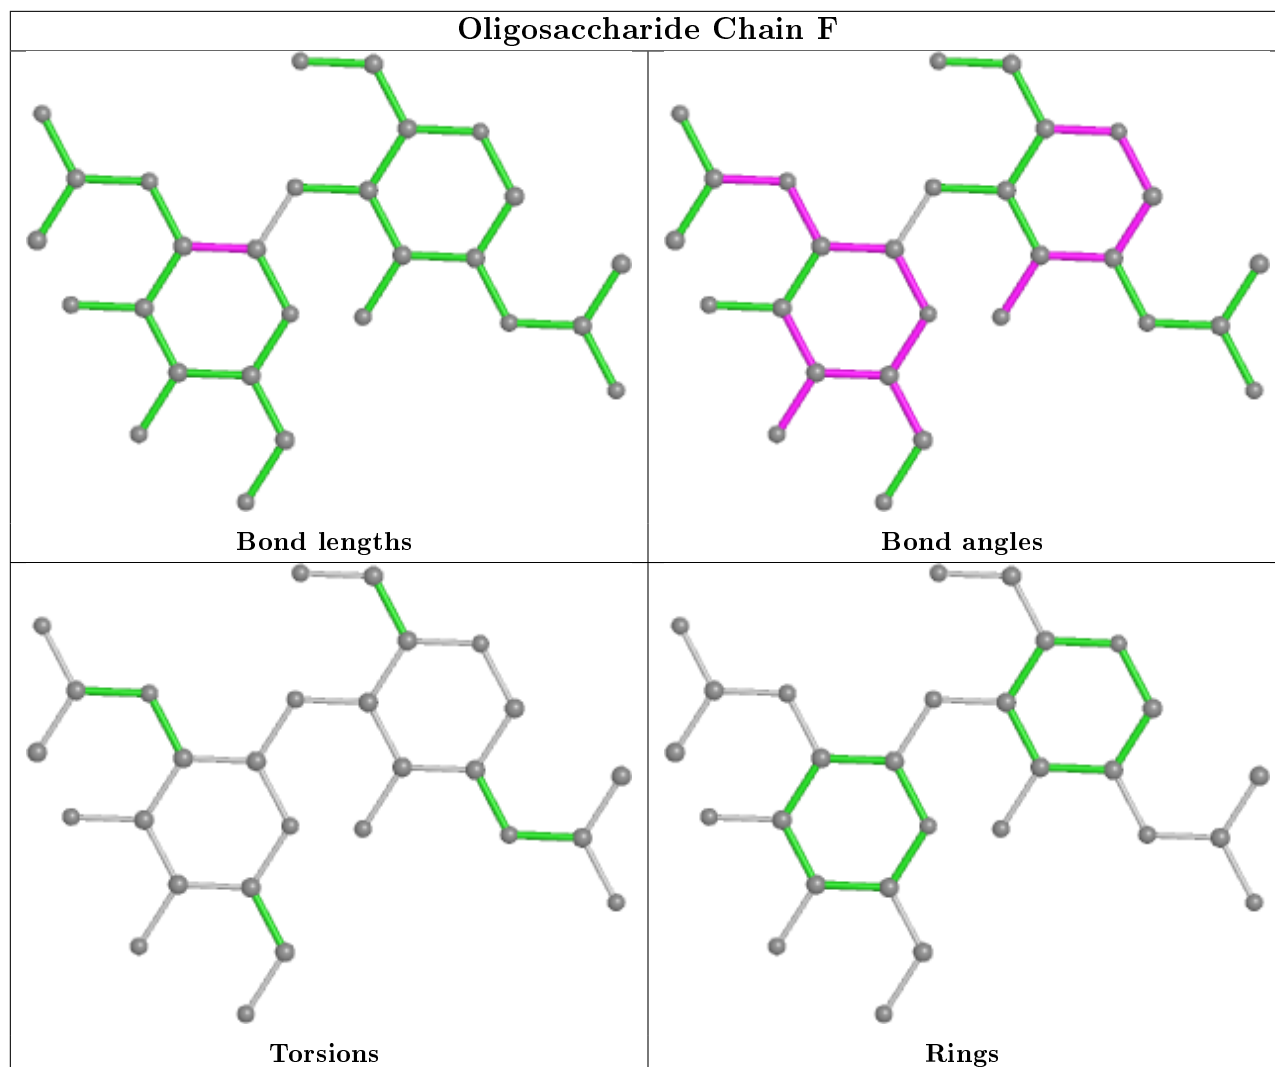 Oligosaccharide Chain F
Bond lengths
Bond angles
Torsions
Rings